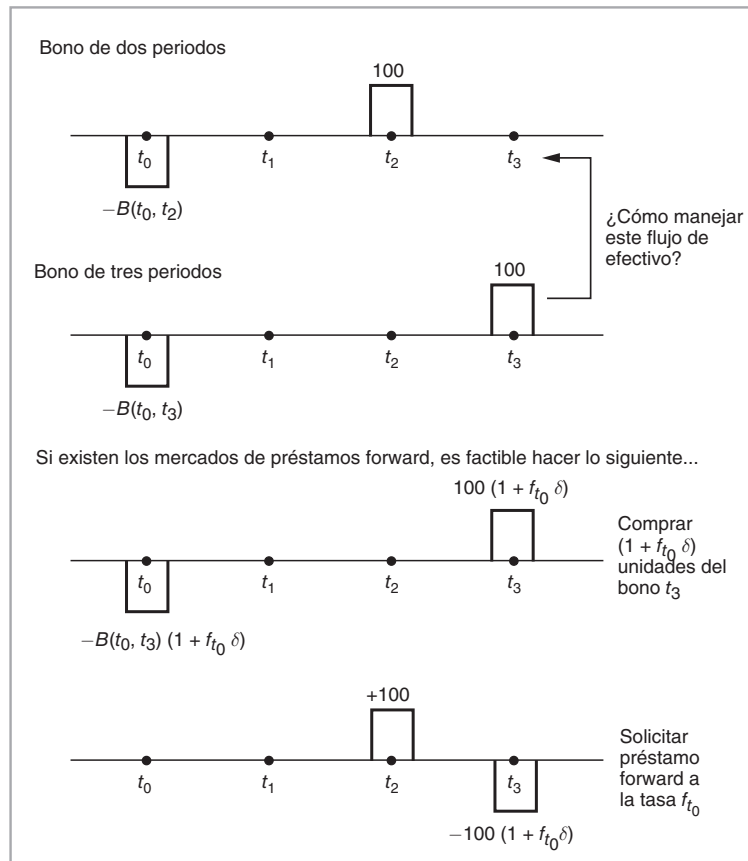 Bono de dos periodos
100
t0 t1 t2 t3
−B(t0, t2)
¿Cómo manejar
este flujo de
efectivo?
Bono de tres periodos
100
t0 t1 t2 t3
−B(t0, t3)
Si existen los mercados de préstamos forward, es factible hacer lo siguiente...
100 (1 + ft0 δ)
Comprar
(1 + ft0 δ)
unidades del
bono t3
t0 t1 t2 t3
−B(t0, t3) (1 + ft0 δ)
+100
Solicitar
préstamo
forward a
la tasa ft0
t0 t1 t2 t3
−100 (1 + ft0δ)